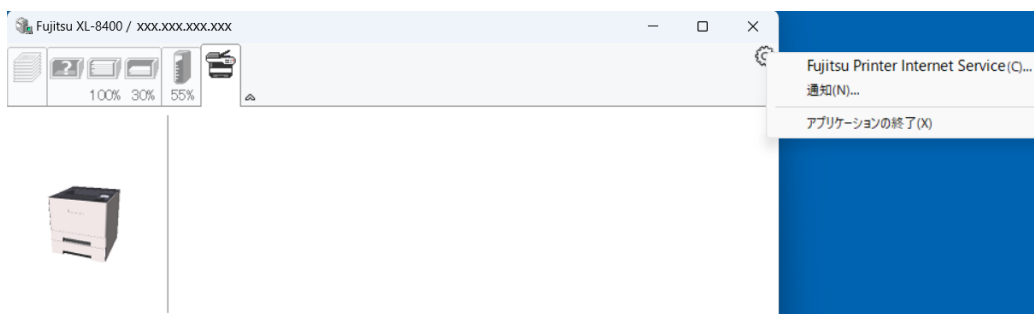 Fujitsu XL-8400 / xxx.xxx.xxx.xxx
?
100% 30% 55%
Fujitsu Printer Internet Service(C)...
通知(N)...
アプリケーションの終了(X)